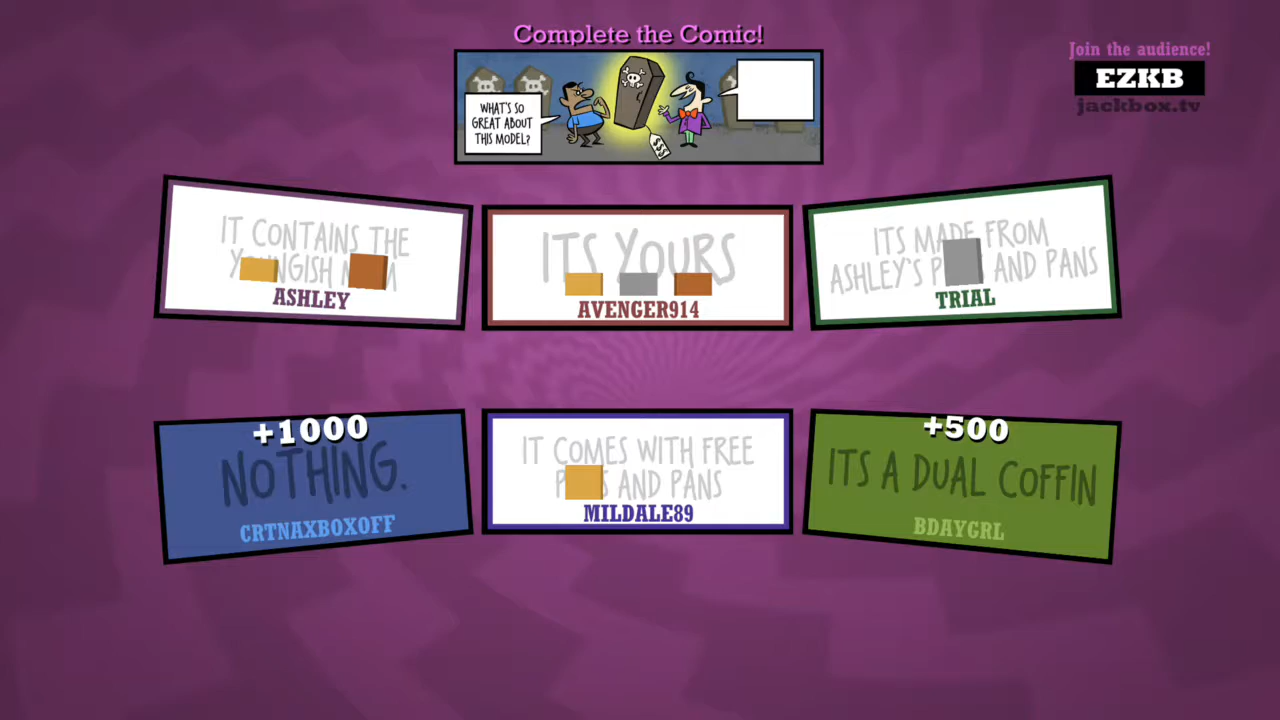 Complete the Comic!
Join the audience!
EZKB
jackbox.tv
WHAT'S SO
GREAT ABOUT
THIS MODEL?
$$$
IT CONTAINS THE
ASHLEY
ITS YOURS
AVENGER914
ITS MADE FROM
ASHLEY'S AND PANS
TRIAL
+1000
NOTHING.
CRTNAXBOXOFF
IT COMES WITH FREE
AND PANS
MILDALE89
+500
ITS A DUAL COFFIN
BDAYGRL